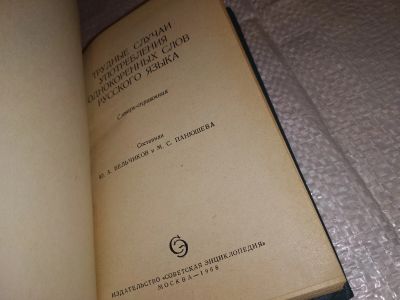 ТРУДНЫЕ СЛУЧАИ
УПОТРЕБЛЕНИЯ
ОДНОКОРЕННЫХ СЛОВ
РУССКОГО ЯЗЫКА
Словарь-справочник
Составили
Ю. А. БЕЛЬЧИКОВ и М. С. ПАНЮШЕВА
ИЗДАТЕЛЬСТВО «СОВЕТСКАЯ ЭНЦИКЛОПЕДИЯ»
МОСКВА—1968